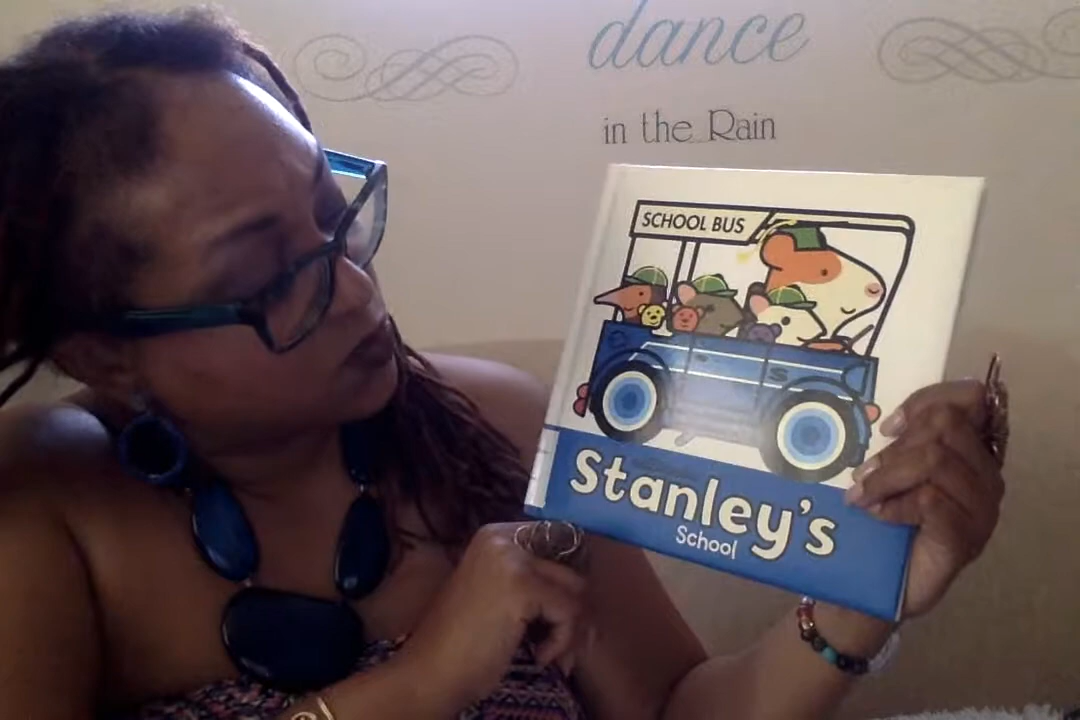 dance
in the Rain
SCHOOL BUS
Stanley's
School